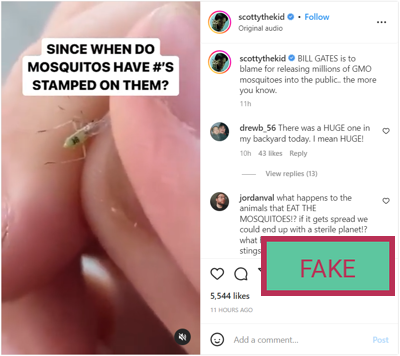 SINCE WHEN DO
MOSQUITOS HAVE #'S
STAMPED ON THEM?
scottythekid • Follow
Original audio
scottythekid BILL GATES is to
blame for releasing millions of GMO
mosquitoes into the public.. the more
you know.
11h
drewb_56 There was a HUGE one in
my backyard today. I mean HUGE!
10h 43 likes Reply
View replies (13)
jordanval what happens to the
animals that EAT THE
MOSQUITOES!? if it gets spread we
could end up with a sterile planet!?
what
stings
FAKE
5,544 likes
11 HOURS AGO
Add a comment... Post